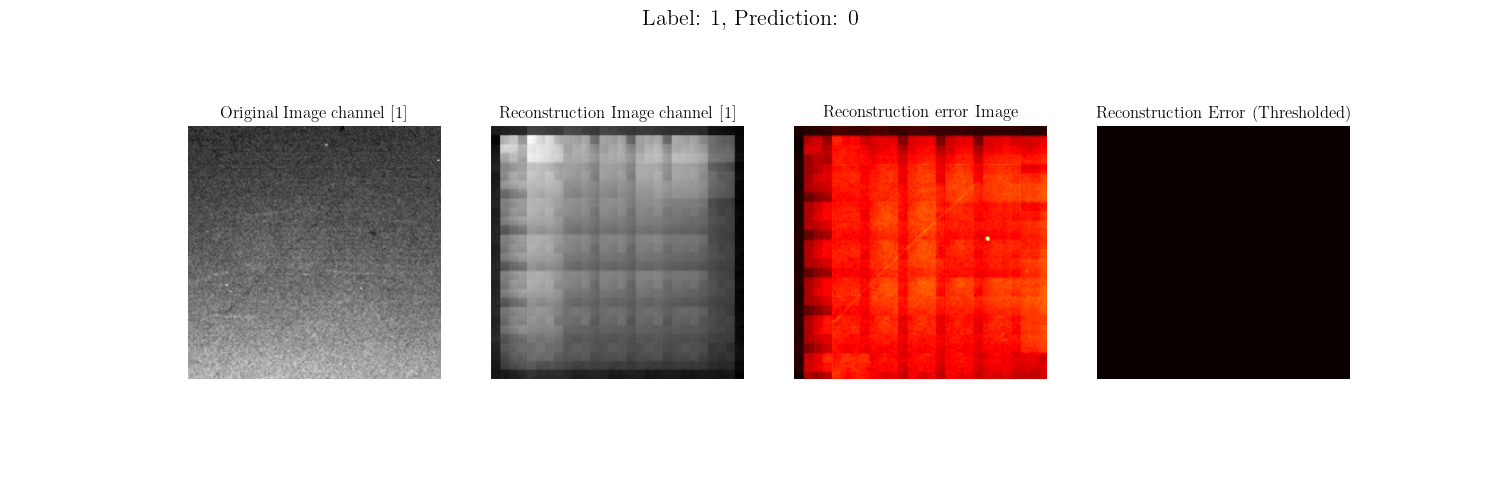 Label: 1, Prediction: 0
Original Image channel [1]
Reconstruction Image channel [1]
Reconstruction error Image
Reconstruction Error (Thresholded)